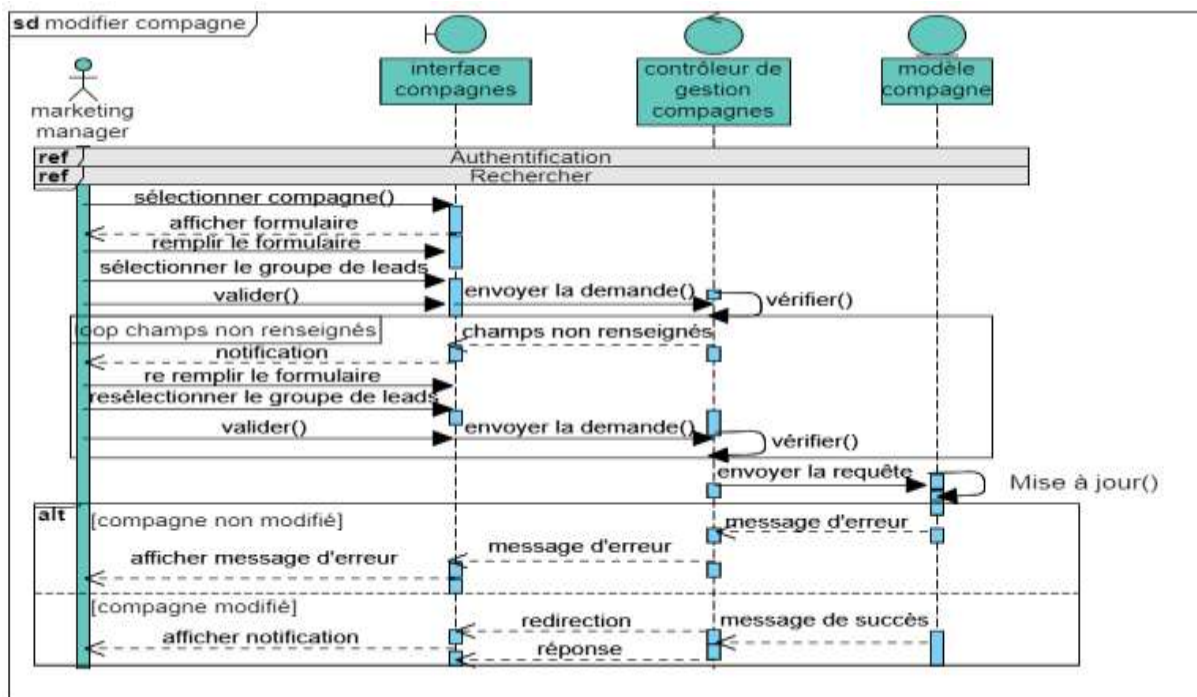 sd modifier compagne
marketing
manager
interface
compagnes
contrôleur de
gestion
compagnes
modèle
compagne
ref
Authentification
ref
Rechercher
sélectionner compagne()
afficher formulaire
remplir le formulaire
sélectionner le groupe de leads
valider()
envoyer la demande()
vérifier()
oop champs non renseignés
champs non renseignés
notification
re remplir le formulaire
resélectionner le groupe de leads
valider()
envoyer la demande()
vérifier()
envoyer la requête
Mise à jour()
alt
[compagne non modifié]
message d'erreur
message d'erreur
afficher message d'erreur
[compagne modifié]
redirection
message de succès
afficher notification
réponse